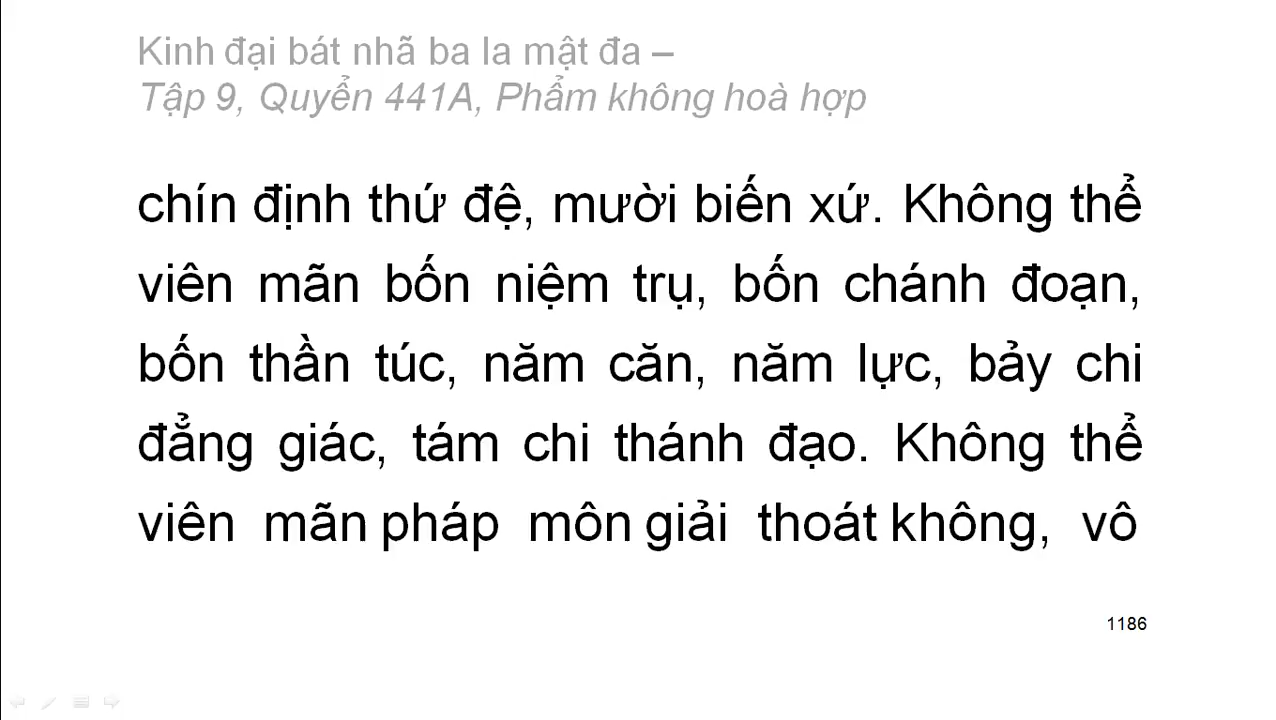 Kinh đại bát nhã ba la mật đa –
Tập 9, Quyển 441A, Phẩm không hoà hợp
chín định thứ đệ, mười biến xứ. Không thể
viên mãn bốn niệm trụ, bốn chánh đoạn,
bốn thần túc, năm căn, năm lực, bảy chi
đẳng giác, tám chi thánh đạo. Không thể
viên mãn pháp môn giải thoát không, vô
1186